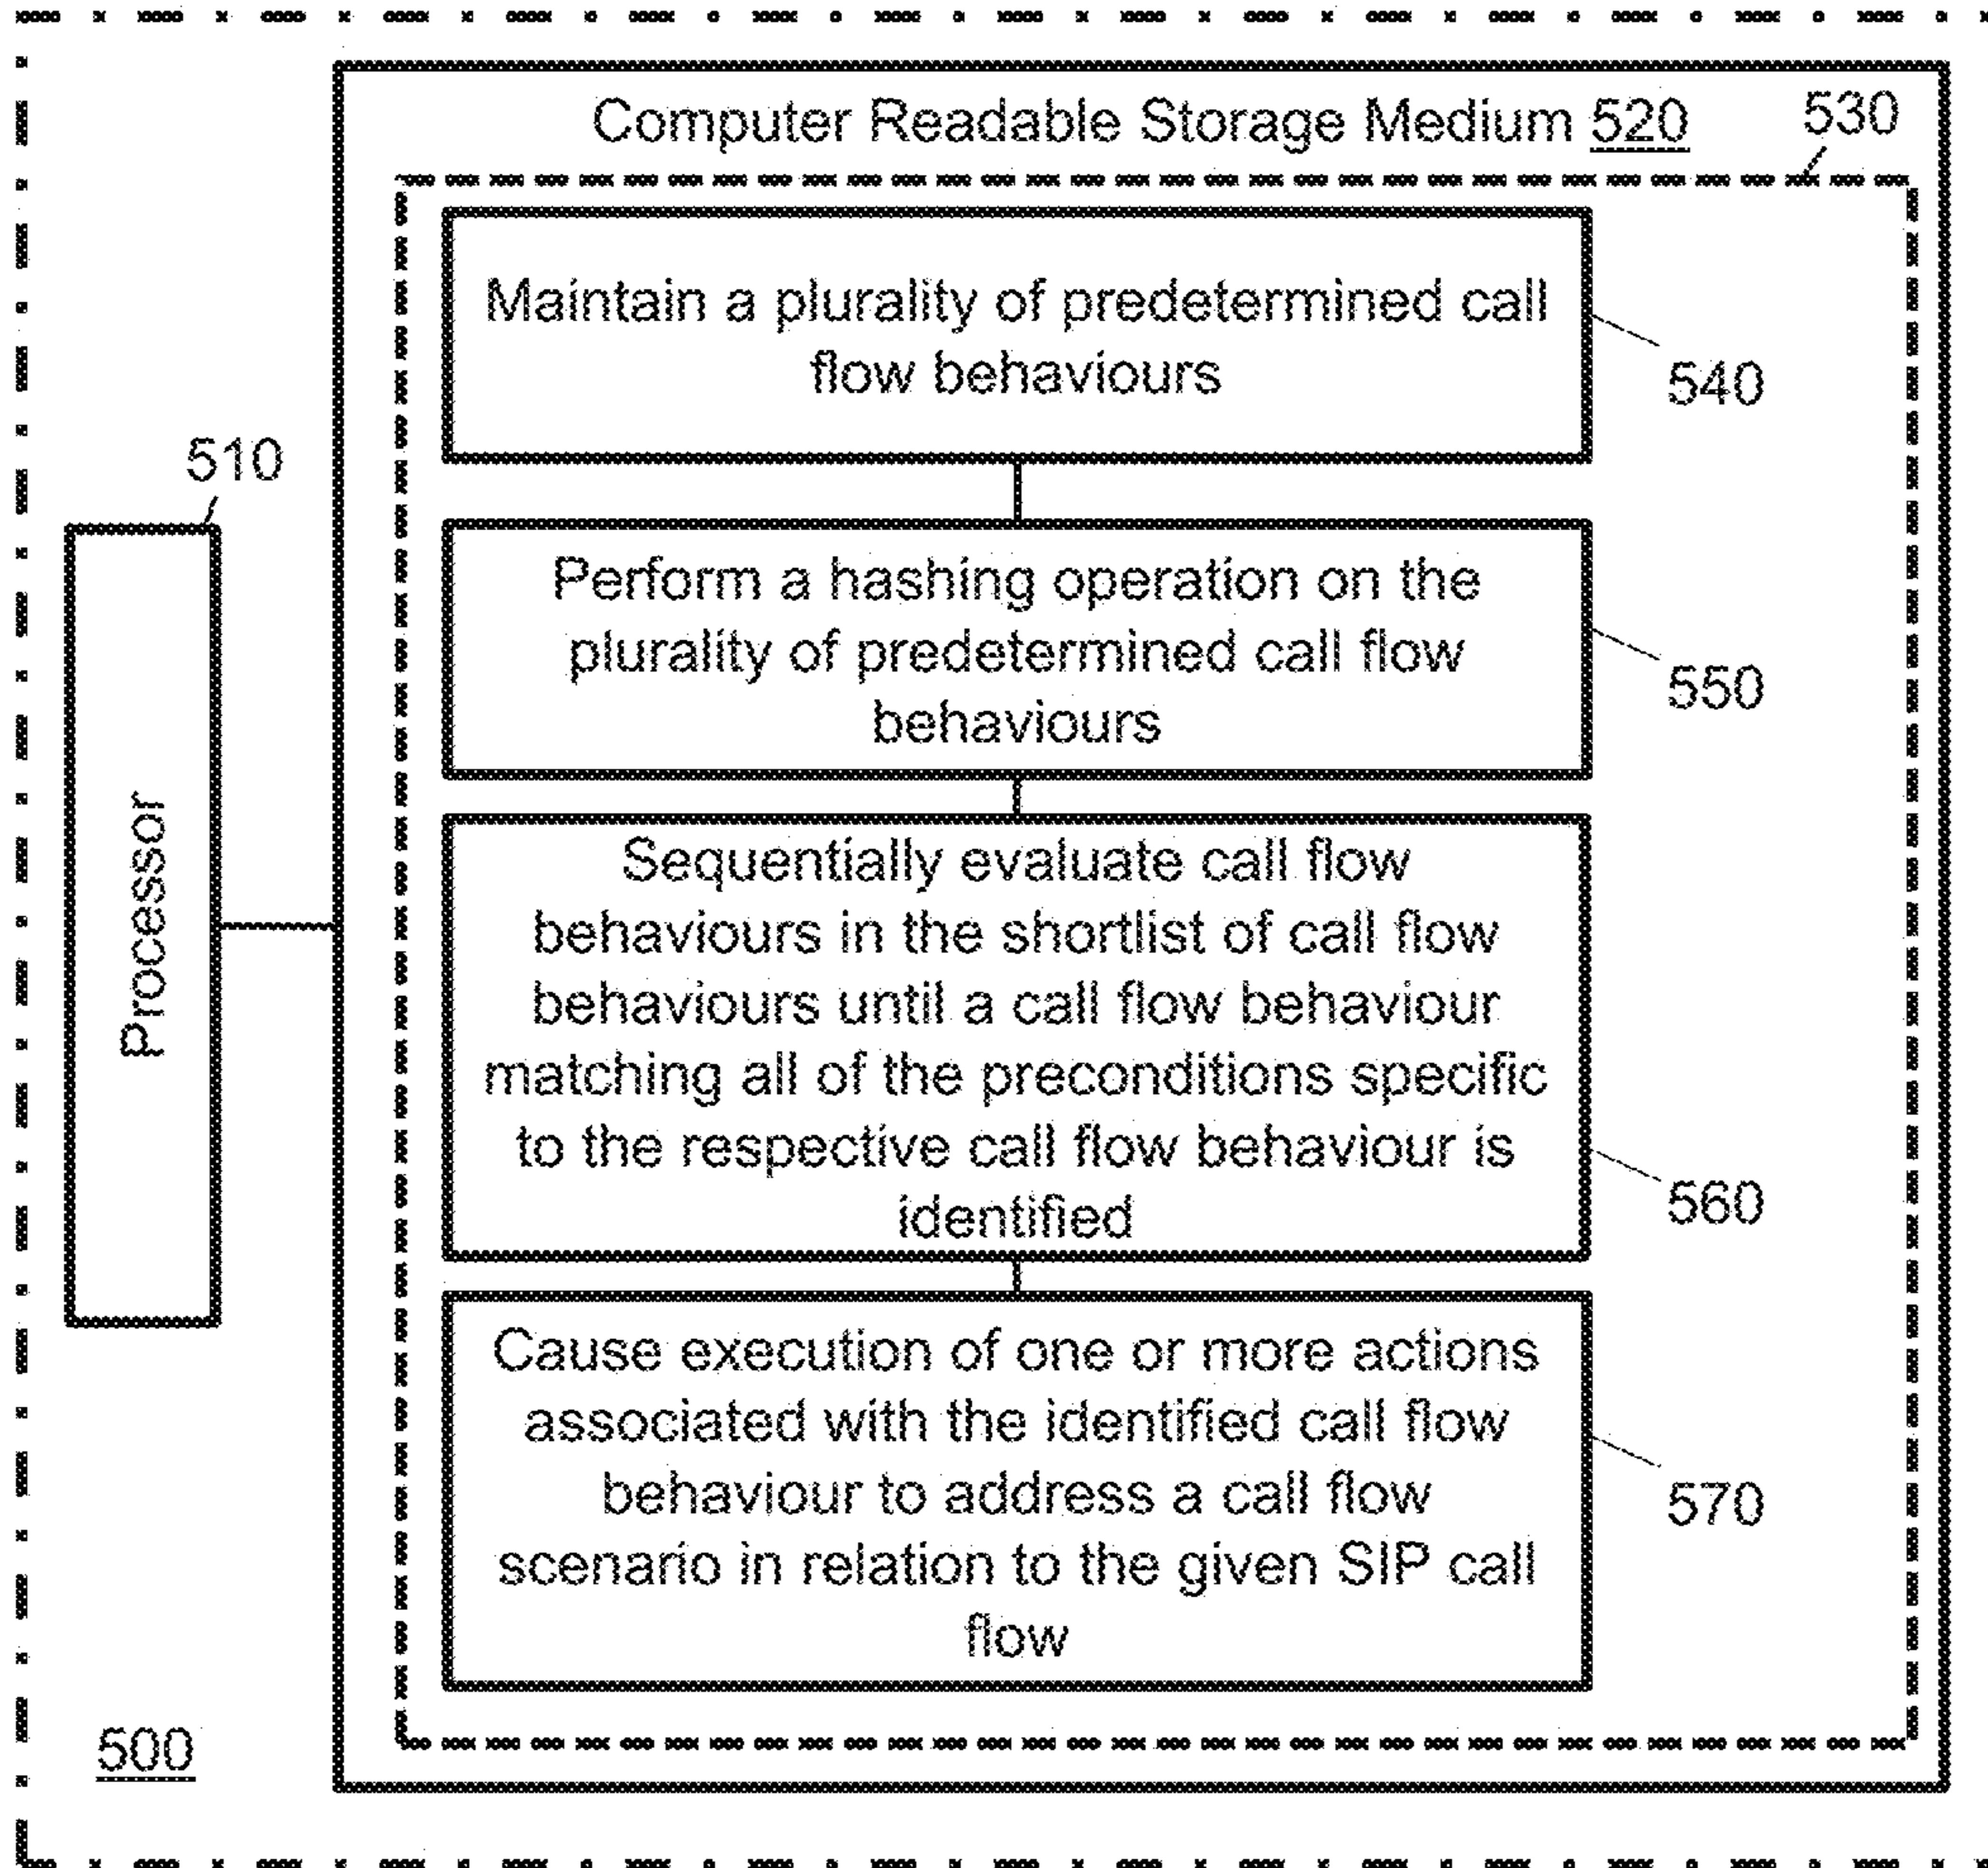 Computer Readable Storage Medium 520
530
Maintain a plurality of predetermined call
flow behaviours
540
510
Processor
Perform a hashing operation on the
plurality of predetermined call flow
behaviours
550
Sequentially evaluate call flow
behaviours in the shortlist of call flow
behaviours until a call flow behaviour
matching all of the preconditions specific
to the respective call flow behaviour is
identified
560
Cause execution of one or more actions
associated with the identified call flow
behaviour to address a call flow
scenario in relation to the given SIP call
flow
570
500